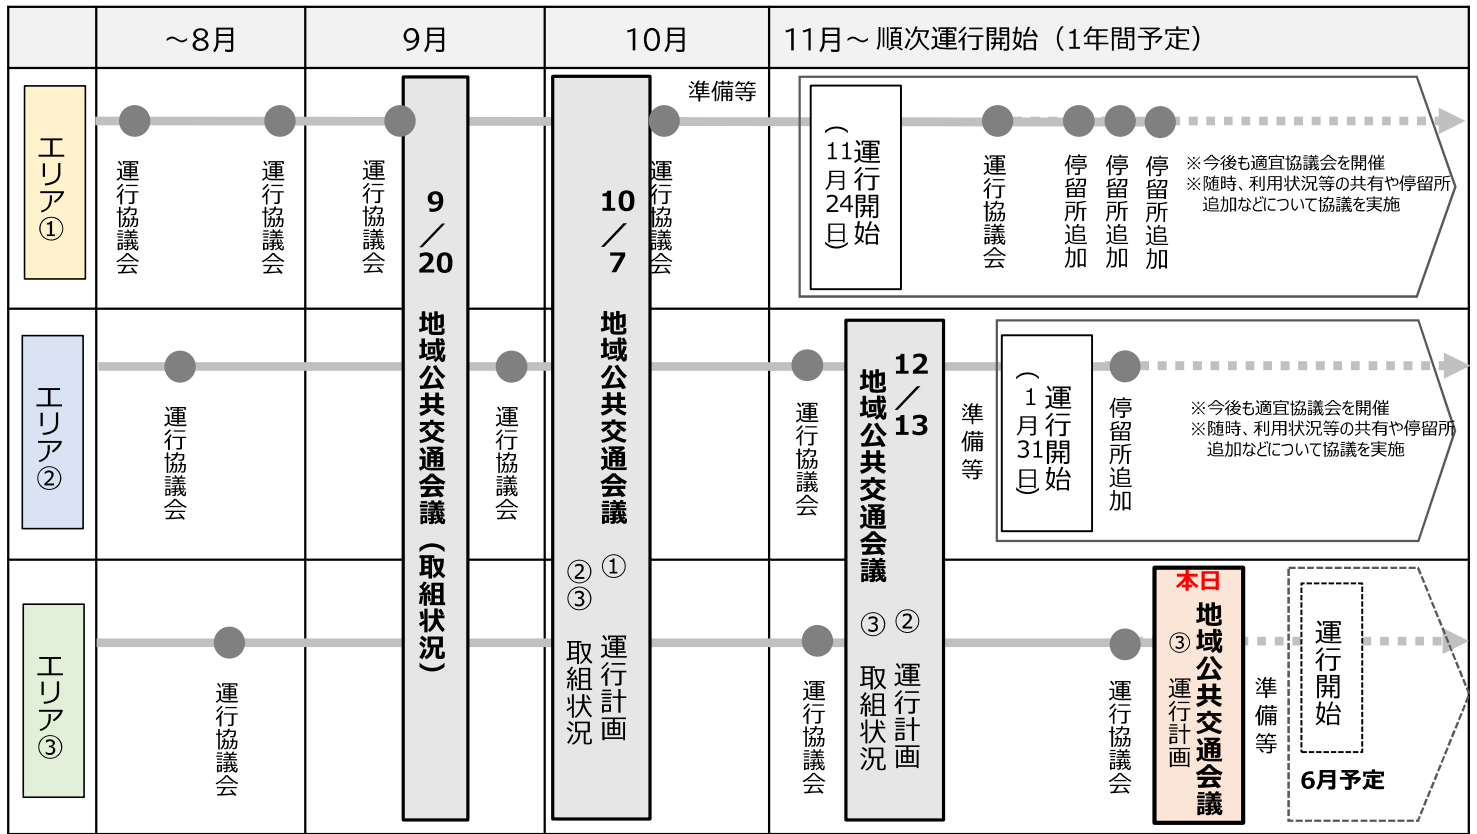 ～8月
9月
10月
11月～ 順次運行開始（1年間予定）
エリア①
運行協議会
運行協議会
運行協議会
準備等
運行協議会
運行開始
（11月24日）
運行協議会
停留所追加
停留所追加
停留所追加
※今後も適宜協議会を開催
※随時、利用状況等の共有や停留所
追加などについて協議を実施
9／20 地域公共交通会議（取組状況）
10／7 地域公共交通会議 ① 運行計画
②③ 取組状況
エリア②
運行協議会
運行協議会
運行協議会
12／13 ② 運行計画
地域公共交通会議 ③ 取組状況
準備等
運行開始
（1月31日）
停留所追加
※今後も適宜協議会を開催
※随時、利用状況等の共有や停留所
追加などについて協議を実施
エリア③
運行協議会
運行協議会
運行協議会
本日
地域公共交通会議
③ 運行計画
準備等
運行開始
6月予定